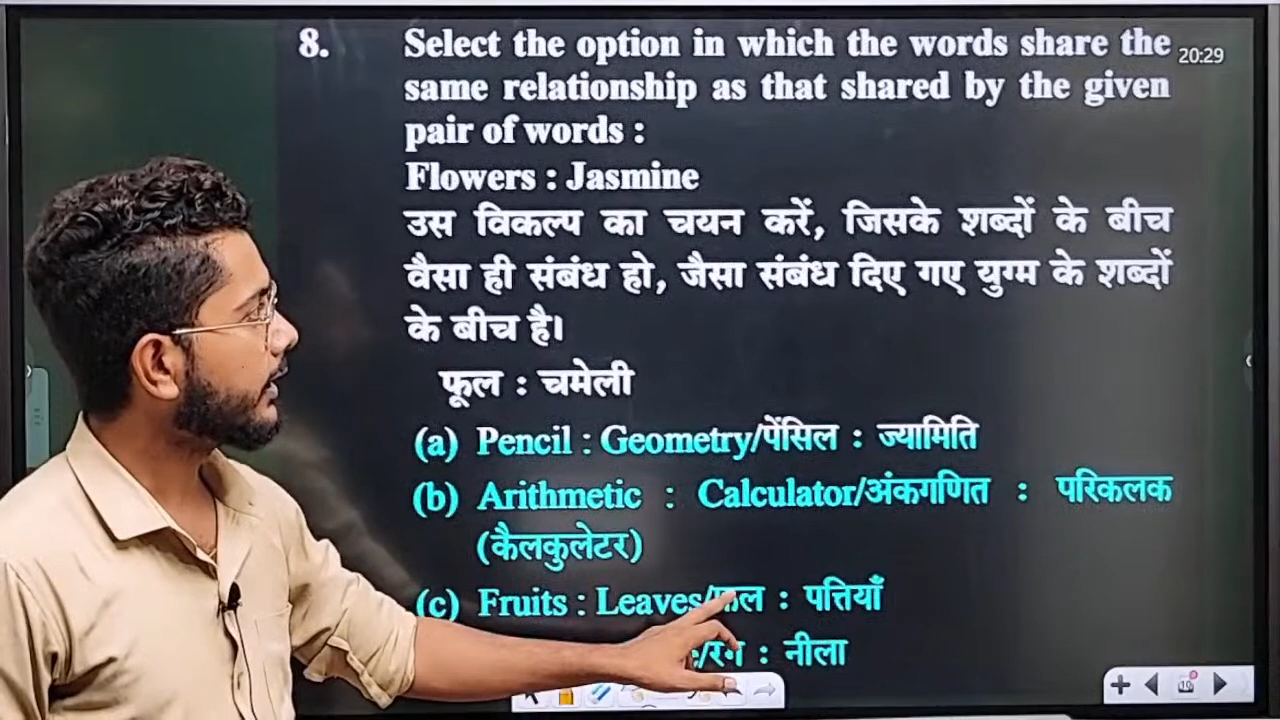 8. Select the option in which the words share the
20:29
same relationship as that shared by the given
pair of words :
Flowers : Jasmine
उस विकल्प का चयन करें, जिसके शब्दों के बीच
वैसा ही संबंध हो, जैसा संबंध दिए गए युग्म के शब्दों
के बीच है।
फूल : चमेली
(a) Pencil : Geometry/पेंसिल : ज्यामिति
(b) Arithmetic : Calculator/अंकगणित : परिकलक
(कैलकुलेटर)
(c) Fruits : Leaves/फल : पत्तियाँ
/रंग : नीला